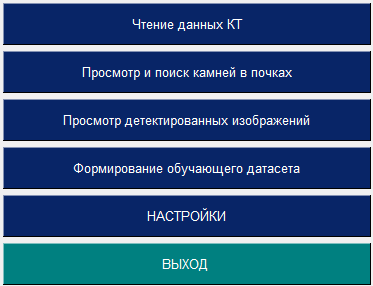 Чтение данных КТ
Просмотр и поиск камней в почках
Просмотр детектированных изображений
Формирование обучающего датасета
НАСТРОЙКИ
ВЫХОД